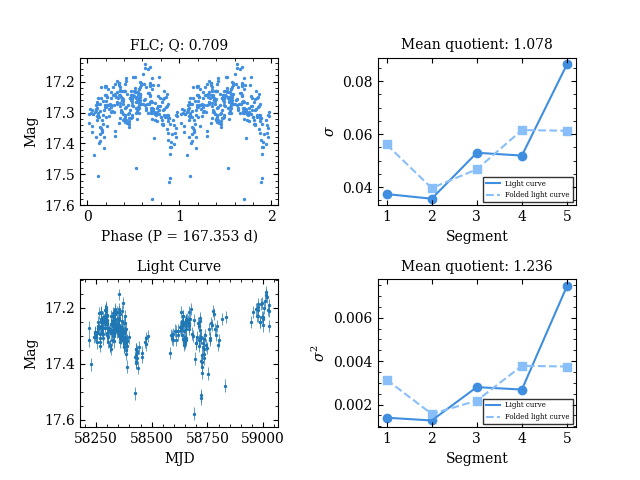 FLC; Q: 0.709
Mag
17.2
17.3
17.4
17.5
17.6
0
1
2
Phase (P = 167.353 d)
Mean quotient: 1.078
σ
0.08
0.06
0.04
Light curve
Folded light curve
1
2
3
4
5
Segment
Light Curve
Mag
17.2
17.4
17.6
58250
58500
58750
59000
MJD
Mean quotient: 1.236
σ²
0.006
0.004
0.002
Light curve
Folded light curve
1
2
3
4
5
Segment